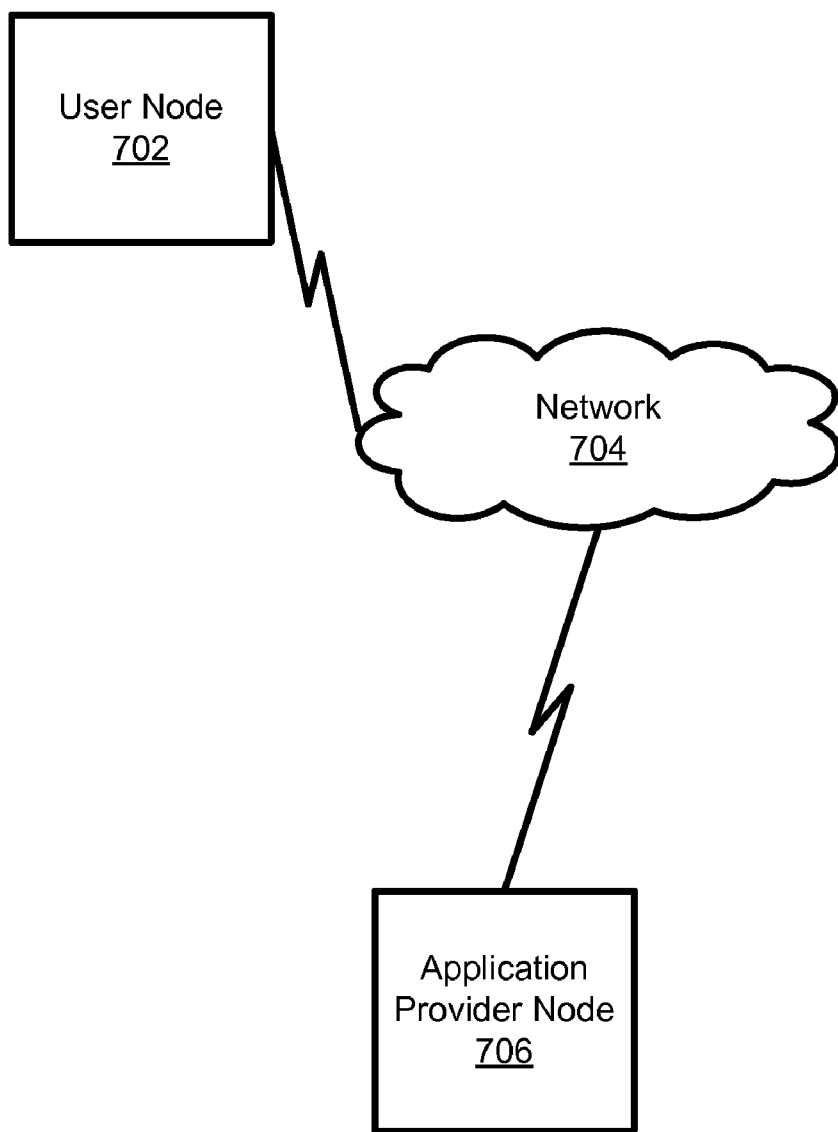 User Node
702
Network
704
Application
Provider Node
706